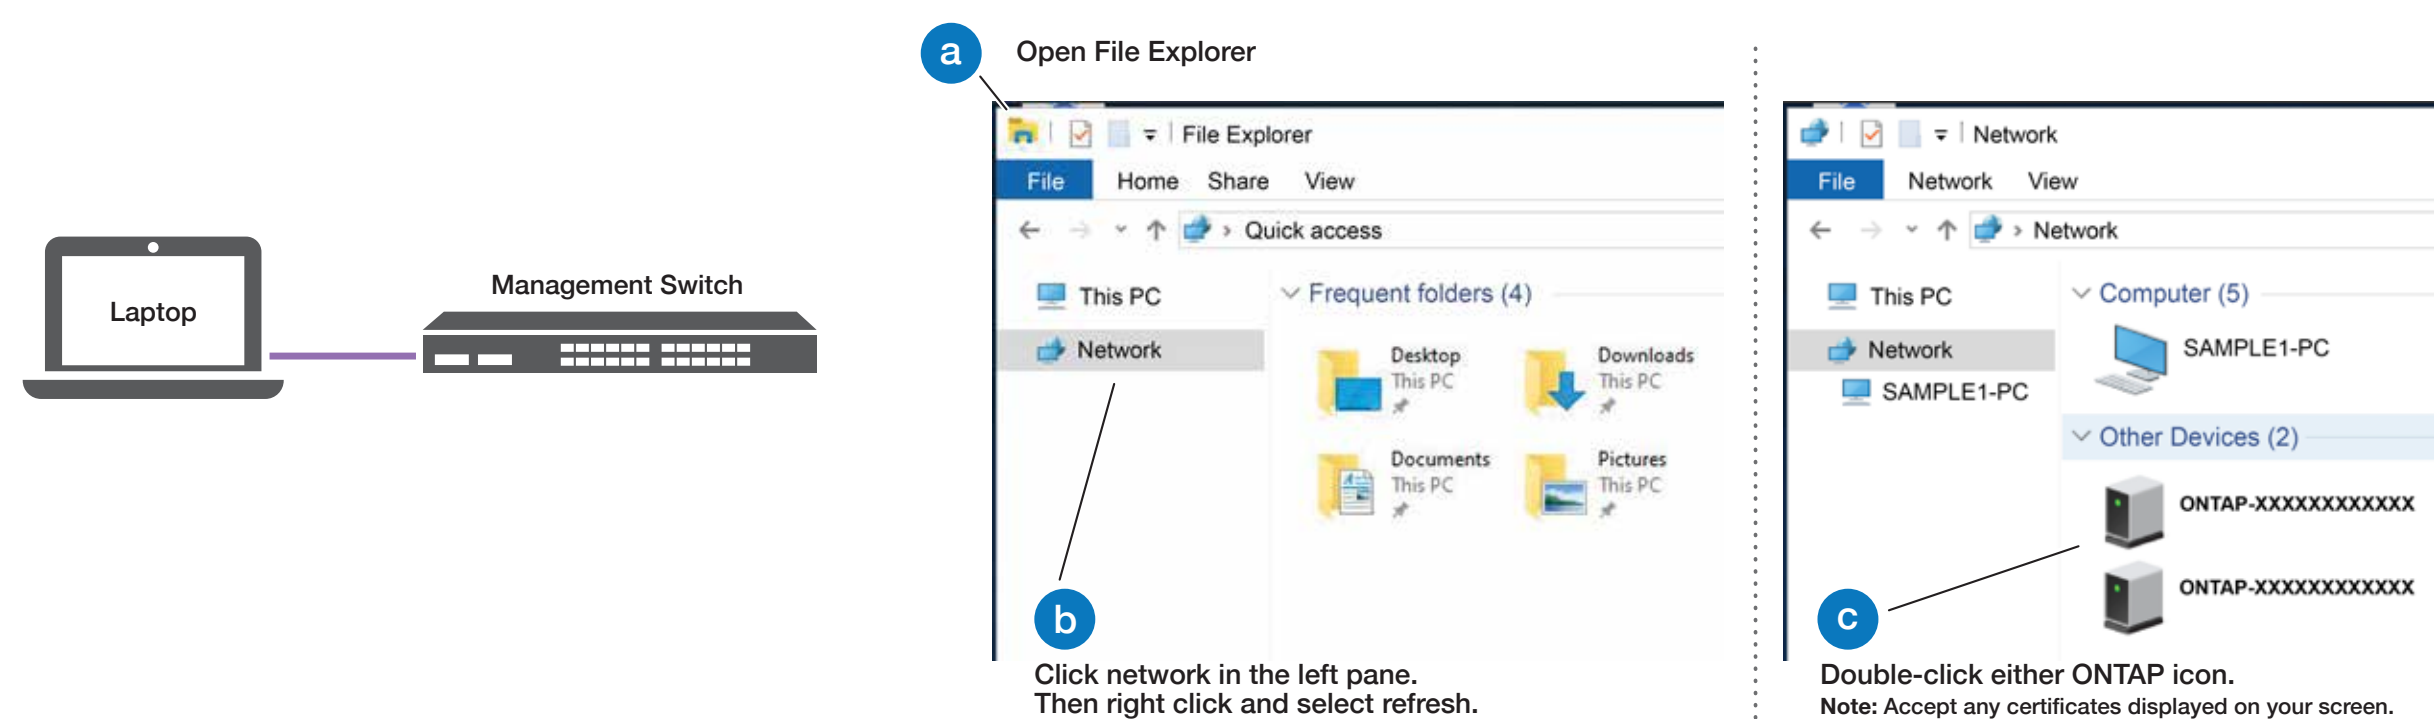 Laptop
Management Switch
a
Open File Explorer
File Explorer
File Home Share View
Quick access
This PC
Network
Frequent folders (4)
Desktop
This PC
Downloads
This PC
Documents
This PC
Pictures
This PC
b
Click network in the left pane.
Then right click and select refresh.
Network
File Network View
Network
This PC
Network
SAMPLE1-PC
Computer (5)
SAMPLE1-PC
Other Devices (2)
ONTAP-XXXXXXXXXXXX
ONTAP-XXXXXXXXXXXX
c
Double-click either ONTAP icon.
Note: Accept any certificates displayed on your screen.